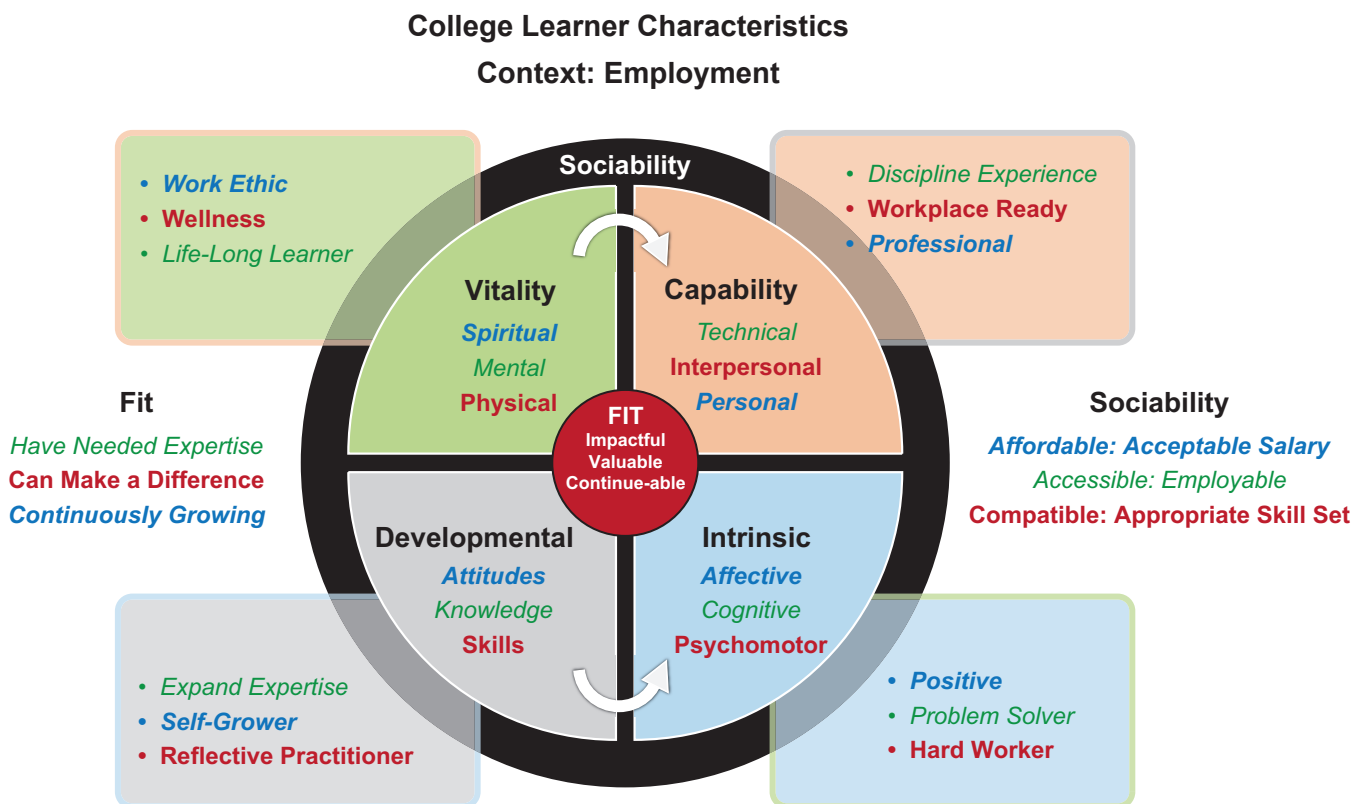 College Learner Characteristics
Context: Employment
• Work Ethic
• Wellness
• Life-Long Learner
Sociability
• Discipline Experience
• Workplace Ready
• Professional
Vitality
Spiritual
Mental
Physical
Capability
Technical
Interpersonal
Personal
Fit
Have Needed Expertise
Can Make a Difference
Continuously Growing
FIT
Impactful
Valuable
Continue-able
Sociability
Affordable: Acceptable Salary
Accessible: Employable
Compatible: Appropriate Skill Set
Developmental
Attitudes
Knowledge
Skills
Intrinsic
Affective
Cognitive
Psychomotor
• Expand Expertise
• Self-Grower
• Reflective Practitioner
• Positive
• Problem Solver
• Hard Worker